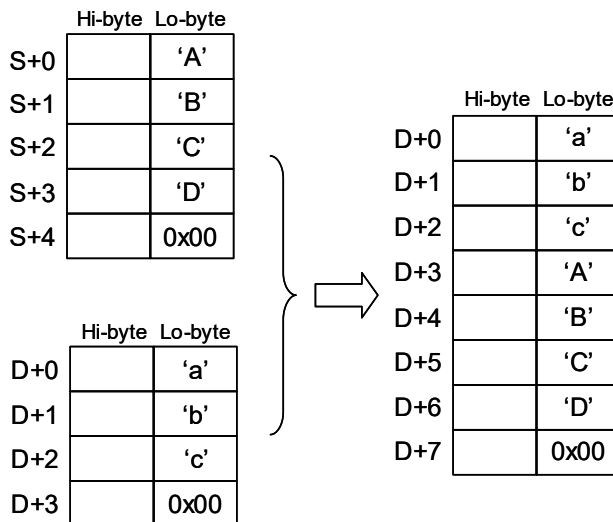 Hi-byte Lo-byte
S+0 ‘A’
S+1 ‘B’
S+2 ‘C’
S+3 ‘D’
S+4 0x00
Hi-byte Lo-byte
D+0 ‘a’
D+1 ‘b’
D+2 ‘c’
D+3 0x00
Hi-byte Lo-byte
D+0 ‘a’
D+1 ‘b’
D+2 ‘c’
D+3 ‘A’
D+4 ‘B’
D+5 ‘C’
D+6 ‘D’
D+7 0x00